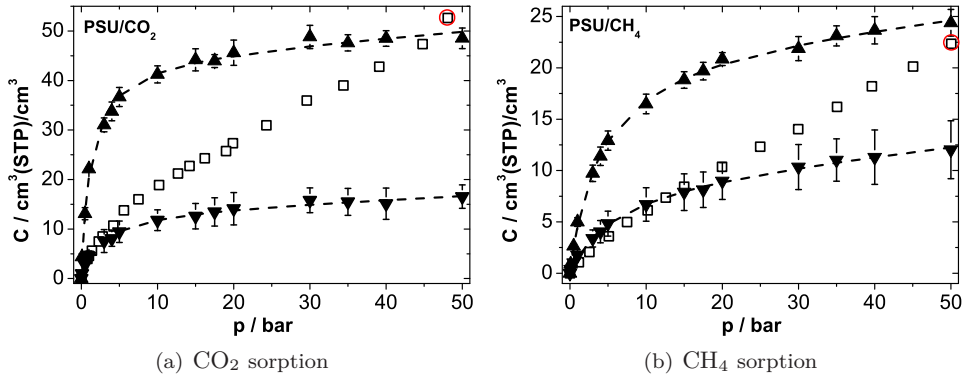 PSU/CO₂
C / cm³(STP)/cm³
50
40
30
20
10
0
0 10 20 30 40 50
p / bar
(a) CO₂ sorption
PSU/CH₄
C / cm³(STP)/cm³
25
20
15
10
5
0
0 10 20 30 40 50
p / bar
(b) CH₄ sorption